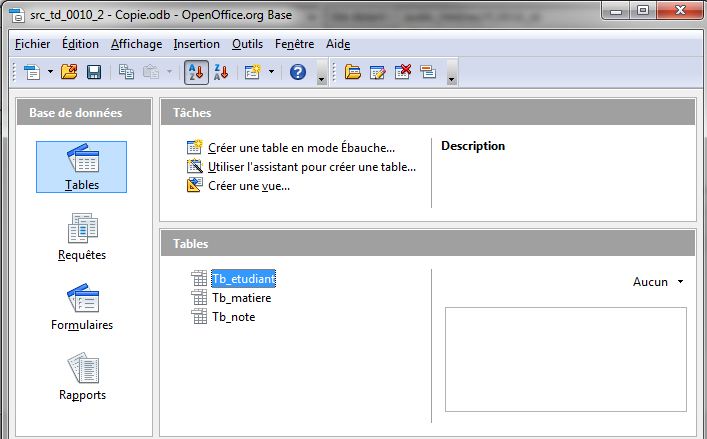 src_td_0010_2 - Copie.odb - OpenOffice.org Base
Fichier Édition Affichage Insertion Outils Fenêtre Aide
Base de données
Tables
Requêtes
Formulaires
Rapports
Tâches
Créer une table en mode Ébauche...
Utiliser l'assistant pour créer une table...
Créer une vue...
Description
Tables
Tb_etudiant
Tb_matiere
Tb_note
Aucun